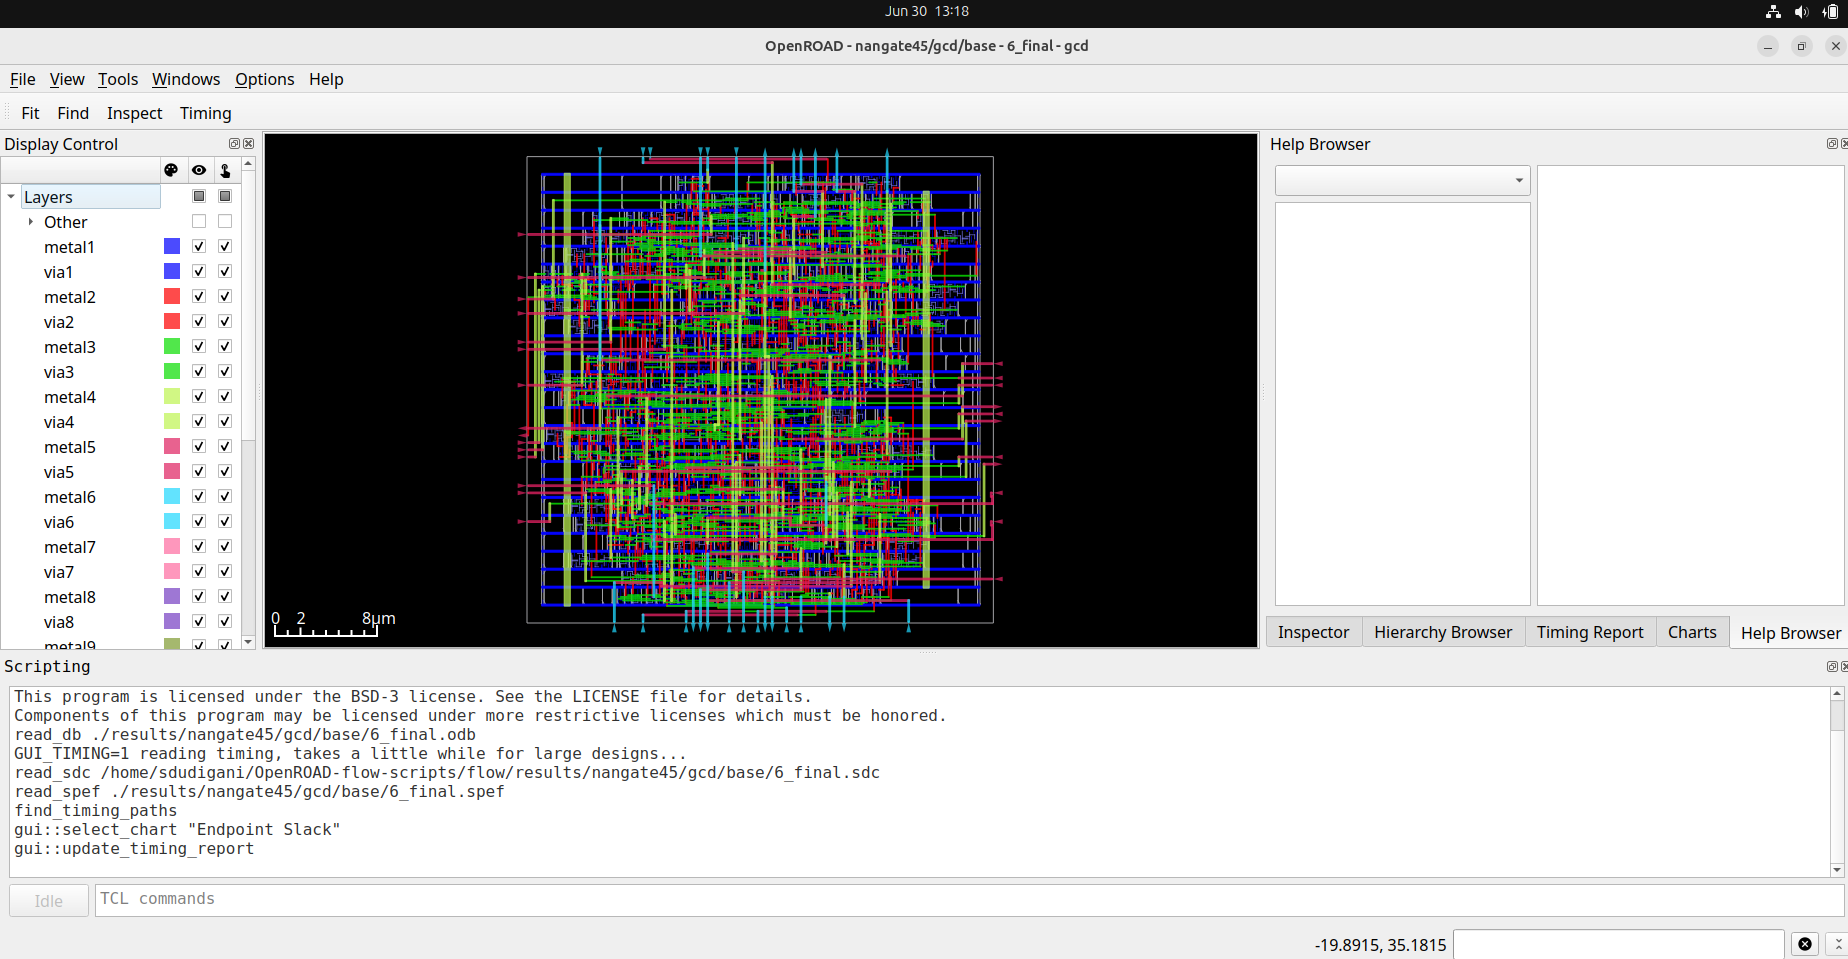 Jun 30 13:18
OpenROAD - nangate45/gcd/base - 6_final - gcd
File View Tools Windows Options Help
Fit Find Inspect Timing
Display Control
Layers
Other
metal1
via1
metal2
via2
metal3
via3
metal4
via4
metal5
via5
metal6
via6
metal7
via7
metal8
via8
metal9
0 2 8μm
Help Browser
Inspector Hierarchy Browser Timing Report Charts Help Browser
Scripting
This program is licensed under the BSD-3 license. See the LICENSE file for details.
Components of this program may be licensed under more restrictive licenses which must be honored.
read_db ./results/nangate45/gcd/base/6_final.odb
GUI_TIMING=1 reading timing, takes a little while for large designs...
read_sdc /home/sdudigani/OpenROAD-flow-scripts/flow/results/nangate45/gcd/base/6_final.sdc
read_spef ./results/nangate45/gcd/base/6_final.spef
find_timing_paths
gui::select_chart "Endpoint Slack"
gui::update_timing_report
Idle TCL commands
-19.8915, 35.1815